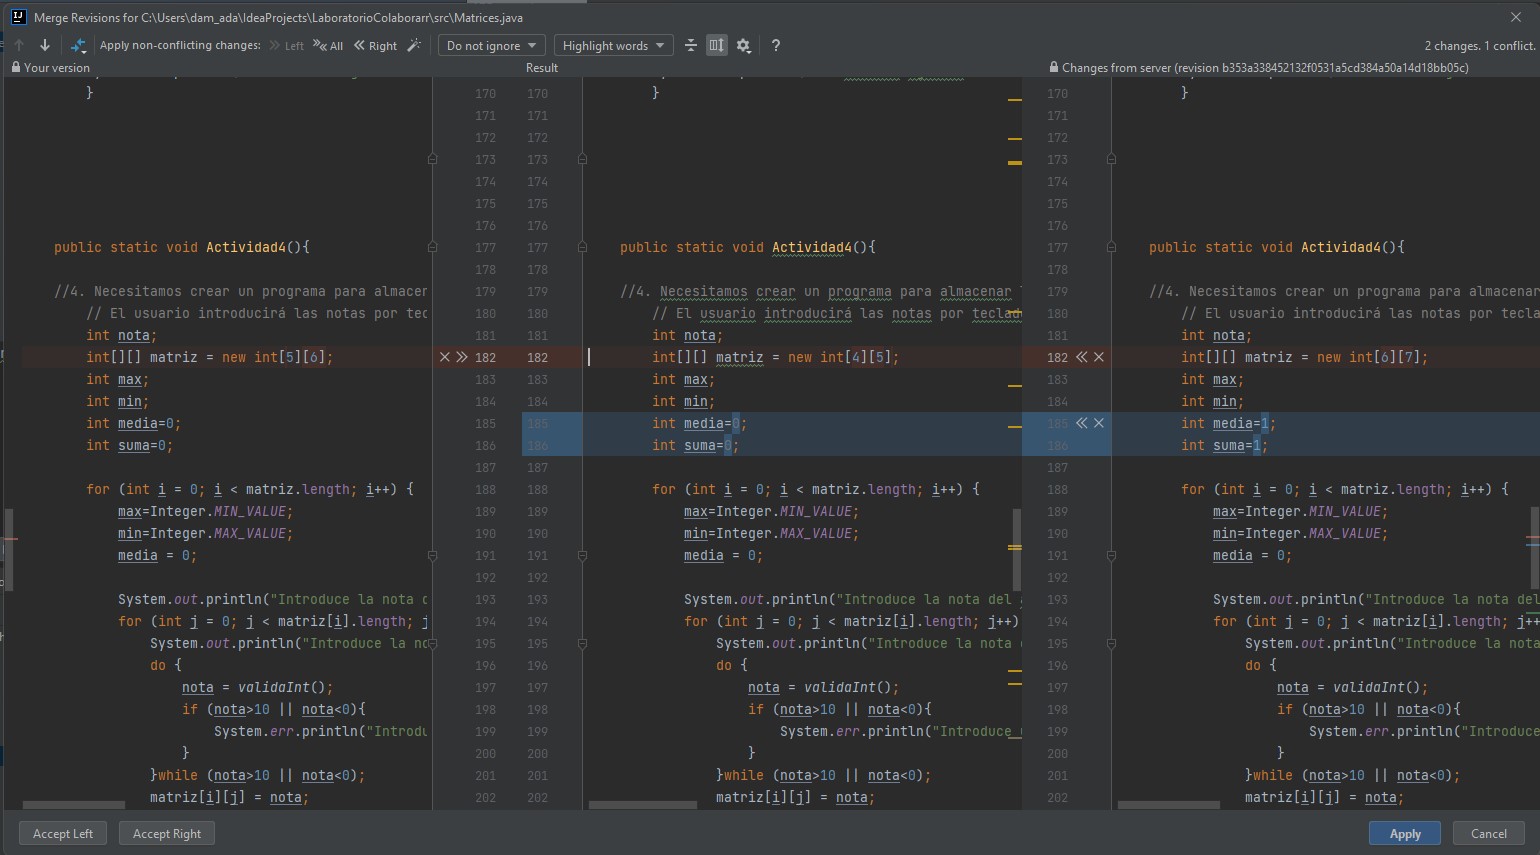 Merge Revisions for C:\Users\dam_ada\IdeaProjects\LaboratorioColaborarr\src\Matrices.java
Apply non-conflicting changes: Left All Right Do not ignore Highlight words ? 2 changes. 1 conflict.
Your version Result Changes from server (revision b353a338452132f0531a5cd384a50a14d18bb05c)
} 170 170 } 170 }
171 171 171
172 172 172
173 173 173
174 174 174
175 175 175
176 176 176
public static void Actividad4(){ 177 177 public static void Actividad4(){ 177 public static void Actividad4(){
178 178 178
//4. Necesitamos crear un programa para almacen 179 179 //4. Necesitamos crear un programa para almacenar 179 //4. Necesitamos crear un programa para almacenar
// El usuario introducirá las notas por tec 180 180 // El usuario introducirá las notas por teclad 180 // El usuario introducirá las notas por tecla
int nota; 181 181 int nota; 181 int nota;
int[][] matriz = new int[5][6]; 182 182 int[][] matriz = new int[4][5]; 182 int[][] matriz = new int[6][7];
int max; 183 183 int max; 183 int max;
int min; 184 184 int min; 184 int min;
int media=0; 185 185 int media=0; 185 int media=1;
int suma=0; 186 186 int suma=0; 186 int suma=1;
187 187 187
for (int i = 0; i < matriz.length; i++) { 188 188 for (int i = 0; i < matriz.length; i++) { 188 for (int i = 0; i < matriz.length; i++) {
max=Integer.MIN_VALUE; 189 189 max=Integer.MIN_VALUE; 189 max=Integer.MIN_VALUE;
min=Integer.MAX_VALUE; 190 190 min=Integer.MAX_VALUE; 190 min=Integer.MAX_VALUE;
media = 0; 191 191 media = 0; 191 media = 0;
192 192 192
System.out.println("Introduce la nota d 193 193 System.out.println("Introduce la nota del 193 System.out.println("Introduce la nota del
for (int j = 0; j < matriz[i].length; j 194 194 for (int j = 0; j < matriz[i].length; j++) 194 for (int j = 0; j < matriz[i].length; j++
System.out.println("Introduce la no 195 195 System.out.println("Introduce la nota 195 System.out.println("Introduce la nota
do { 196 196 do { 196 do {
nota = validaInt(); 197 197 nota = validaInt(); 197 nota = validaInt();
if (nota>10 || nota<0){ 198 198 if (nota>10 || nota<0){ 198 if (nota>10 || nota<0){
System.err.println("Introdu 199 199 System.err.println("Introduce 199 System.err.println("Introduce
} 200 200 } 200 }
}while (nota>10 || nota<0); 201 201 }while (nota>10 || nota<0); 201 }while (nota>10 || nota<0);
matriz[i][j] = nota; 202 202 matriz[i][j] = nota; 202 matriz[i][j] = nota;
Accept Left Accept Right Apply Cancel